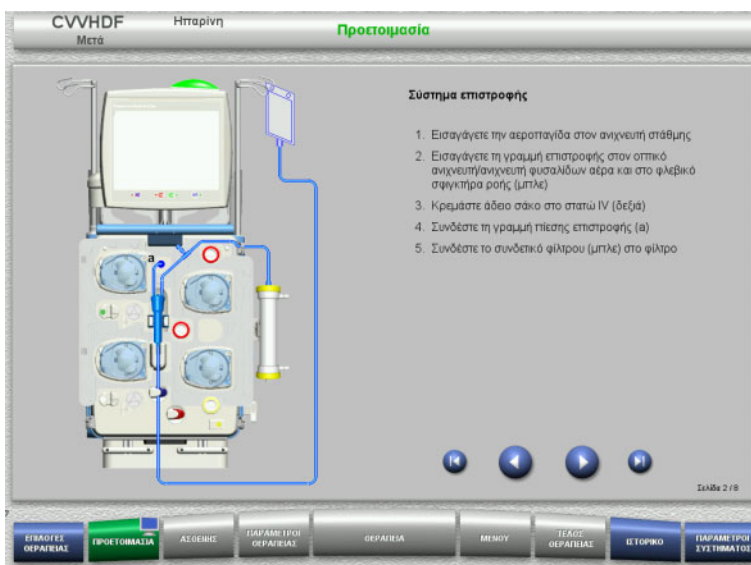 CVVHDF
Μετά
Ηπαρίνη
Προετοιμασία
Σύστημα επιστροφής
1. Εισαγάγετε την αεροπαγίδα στον ανιχνευτή στάθμης
2. Εισαγάγετε τη γραμμή επιστροφής στον οπτικό
ανιχνευτή/ανιχνευτή φυσαλίδων αέρα και στο φλεβικό
σφιγκτήρα ροής (μπλε)
3. Κρεμάστε άδειο σάκο στο στατώ IV (δεξιά)
4. Συνδέστε τη γραμμή πίεσης επιστροφής (a)
5. Συνδέστε το συνδετικό φίλτρου (μπλε) στο φίλτρο
a
Σελίδα 2 / 8
ΕΠΙΛΟΓΕΣ
ΘΕΡΑΠΕΙΑΣ
ΠΡΟΕΤΟΙΜΑΣΙΑ
ΑΣΘΕΝΗΣ
ΠΑΡΑΜΕΤΡΟΙ
ΘΕΡΑΠΕΙΑΣ
ΘΕΡΑΠΕΙΑ
ΜΕΝΟΥ
ΤΕΛΟΣ
ΘΕΡΑΠΕΙΑΣ
ΙΣΤΟΡΙΚΟ
ΠΑΡΑΜΕΤΡΟΙ
ΣΥΣΤΗΜΑΤΟΣ